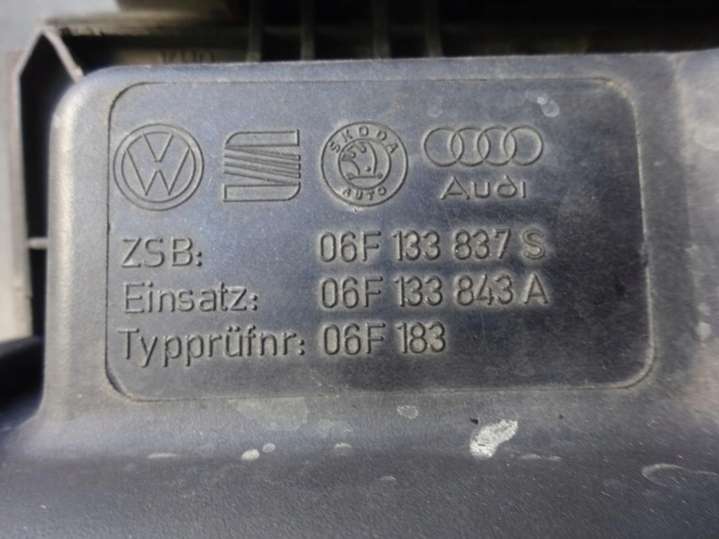 ŠKODA
AUTO
Audi
ZSB: 06F 133 837 S
Einsatz: 06F 133 843 A
Typprüfnr: 06F 183